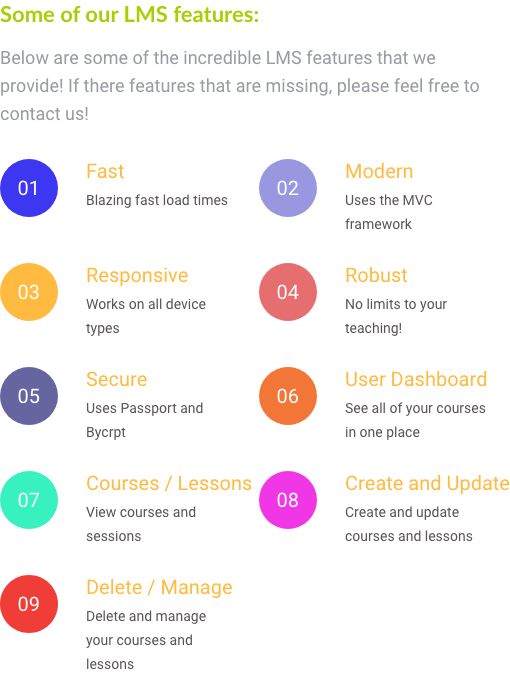 Some of our LMS features:
Below are some of the incredible LMS features that we
provide! If there features that are missing, please feel free to
contact us!
01
Fast
Blazing fast load times
02
Modern
Uses the MVC
framework
03
Responsive
Works on all device
types
04
Robust
No limits to your
teaching!
05
Secure
Uses Passport and
Bycrpt
06
User Dashboard
See all of your courses
in one place
07
Courses / Lessons
View courses and
sessions
08
Create and Update
Create and update
courses and lessons
09
Delete / Manage
Delete and manage
your courses and
lessons